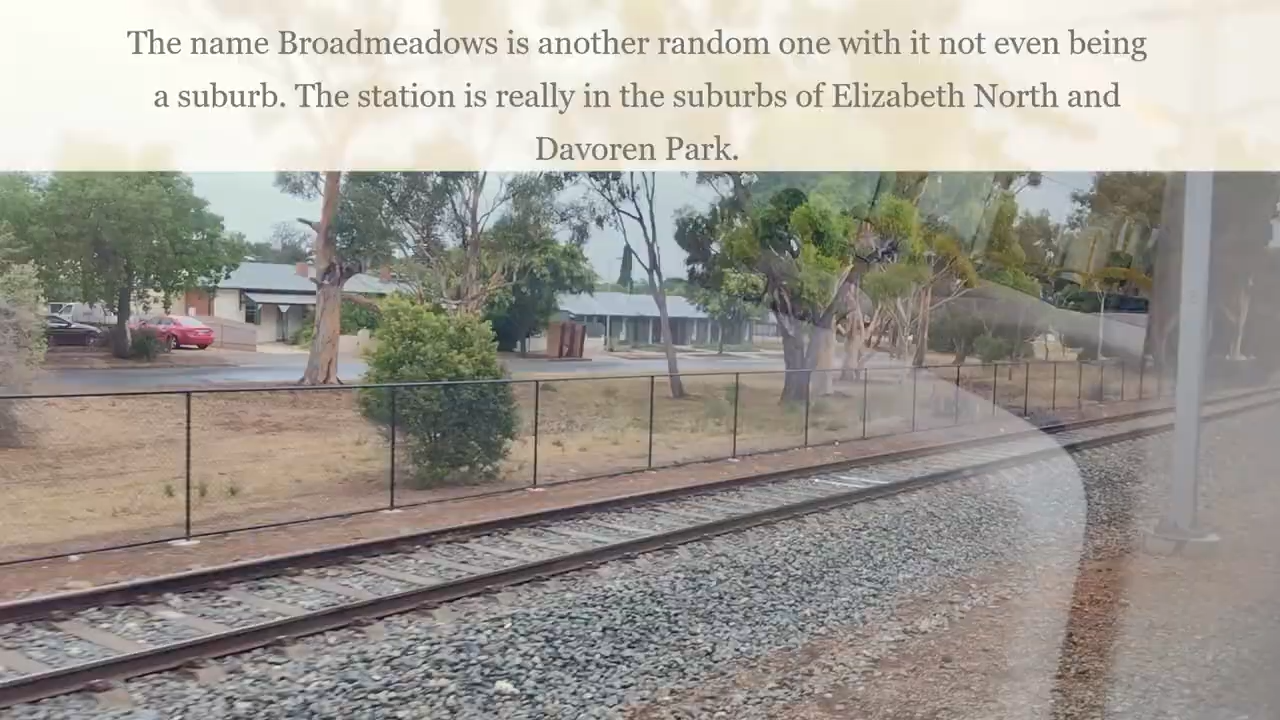 The name Broadmeadows is another random one with it not even being
a suburb. The station is really in the suburbs of Elizabeth North and
Davoren Park.